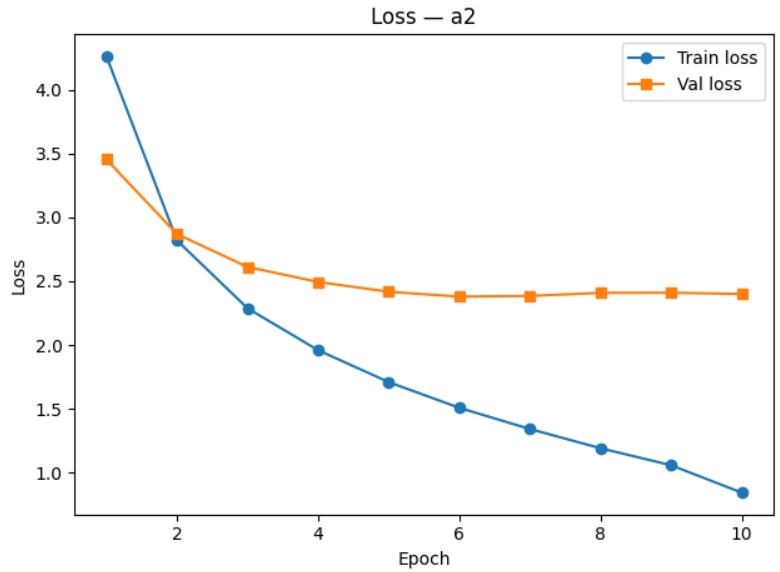 Loss — a2
Train loss
Val loss
4.0
3.5
3.0
2.5
2.0
1.5
1.0
Loss
2 4 6 8 10
Epoch